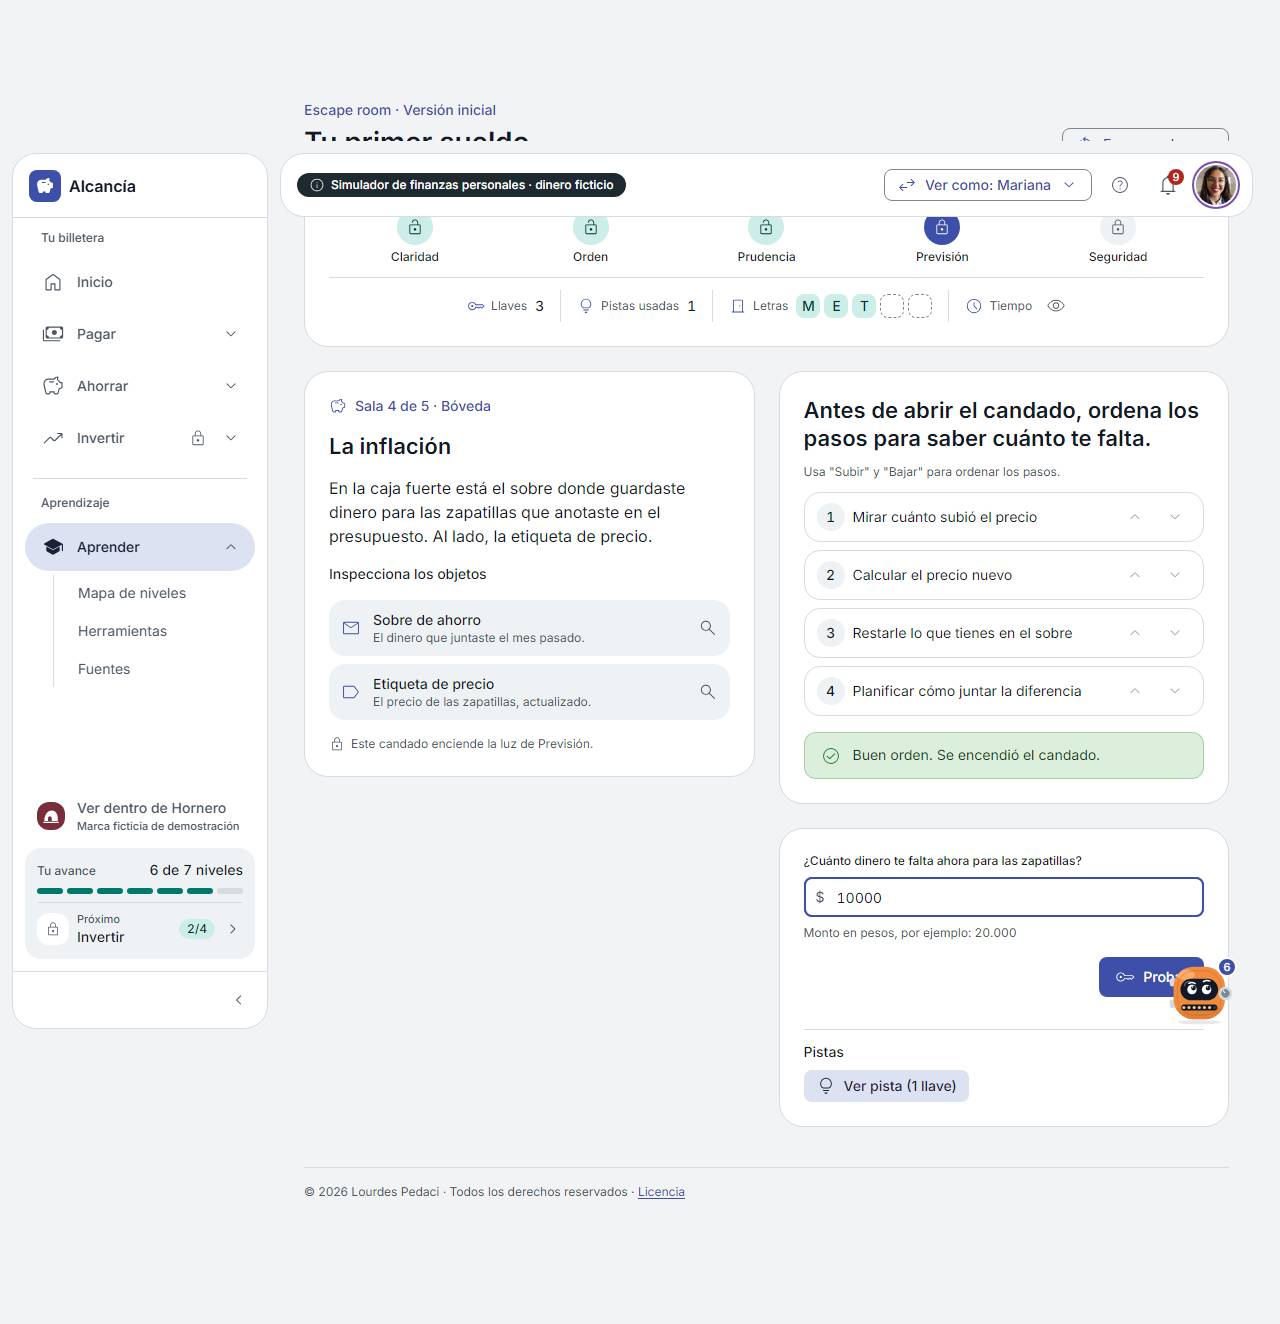 Escape room · Versión inicial
Tu primer sueldo
Alcancía
Simulador de finanzas personales · dinero ficticio
Ver como: Mariana
9
Tu billetera
Inicio
Pagar
Ahorrar
Invertir
Aprendizaje
Aprender
Mapa de niveles
Herramientas
Fuentes
Ver dentro de Hornero
Marca ficticia de demostración
Tu avance
6 de 7 niveles
Próximo
Invertir
2/4
Claridad
Orden
Prudencia
Previsión
Seguridad
Llaves 3
Pistas usadas 1
Letras M E T
Tiempo
Sala 4 de 5 · Bóveda
La inflación
En la caja fuerte está el sobre donde guardaste
dinero para las zapatillas que anotaste en el
presupuesto. Al lado, la etiqueta de precio.
Inspecciona los objetos
Sobre de ahorro
El dinero que juntaste el mes pasado.
Etiqueta de precio
El precio de las zapatillas, actualizado.
Este candado enciende la luz de Previsión.
Antes de abrir el candado, ordena los
pasos para saber cuánto te falta.
Usa "Subir" y "Bajar" para ordenar los pasos.
1 Mirar cuánto subió el precio
2 Calcular el precio nuevo
3 Restarle lo que tienes en el sobre
4 Planificar cómo juntar la diferencia
Buen orden. Se encendió el candado.
¿Cuánto dinero te falta ahora para las zapatillas?
$ 10000
Monto en pesos, por ejemplo: 20.000
6
Pistas
Ver pista (1 llave)
© 2026 Lourdes Pedaci · Todos los derechos reservados · Licencia